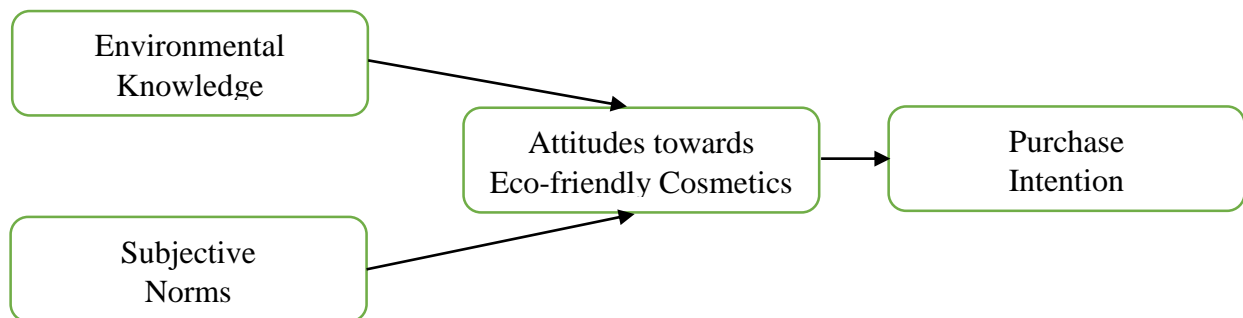 Environmental
Knowledge
Attitudes towards
Eco-friendly Cosmetics
Purchase
Intention
Subjective
Norms